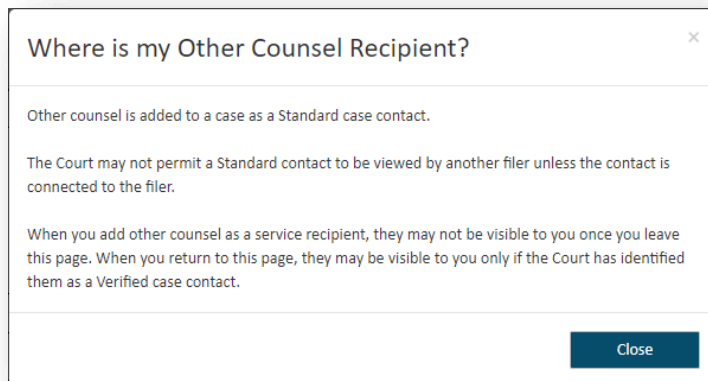 Where is my Other Counsel Recipient?
×
Other counsel is added to a case as a Standard case contact.
The Court may not permit a Standard contact to be viewed by another filer unless the contact is
connected to the filer.
When you add other counsel as a service recipient, they may not be visible to you once you leave
this page. When you return to this page, they may be visible to you only if the Court has identified
them as a Verified case contact.
Close